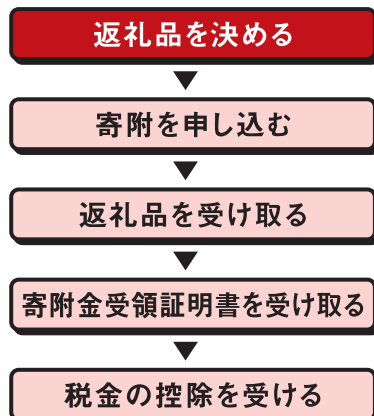 返礼品を決める
寄附を申し込む
返礼品を受け取る
寄附金受領証明書を受け取る
税金の控除を受ける